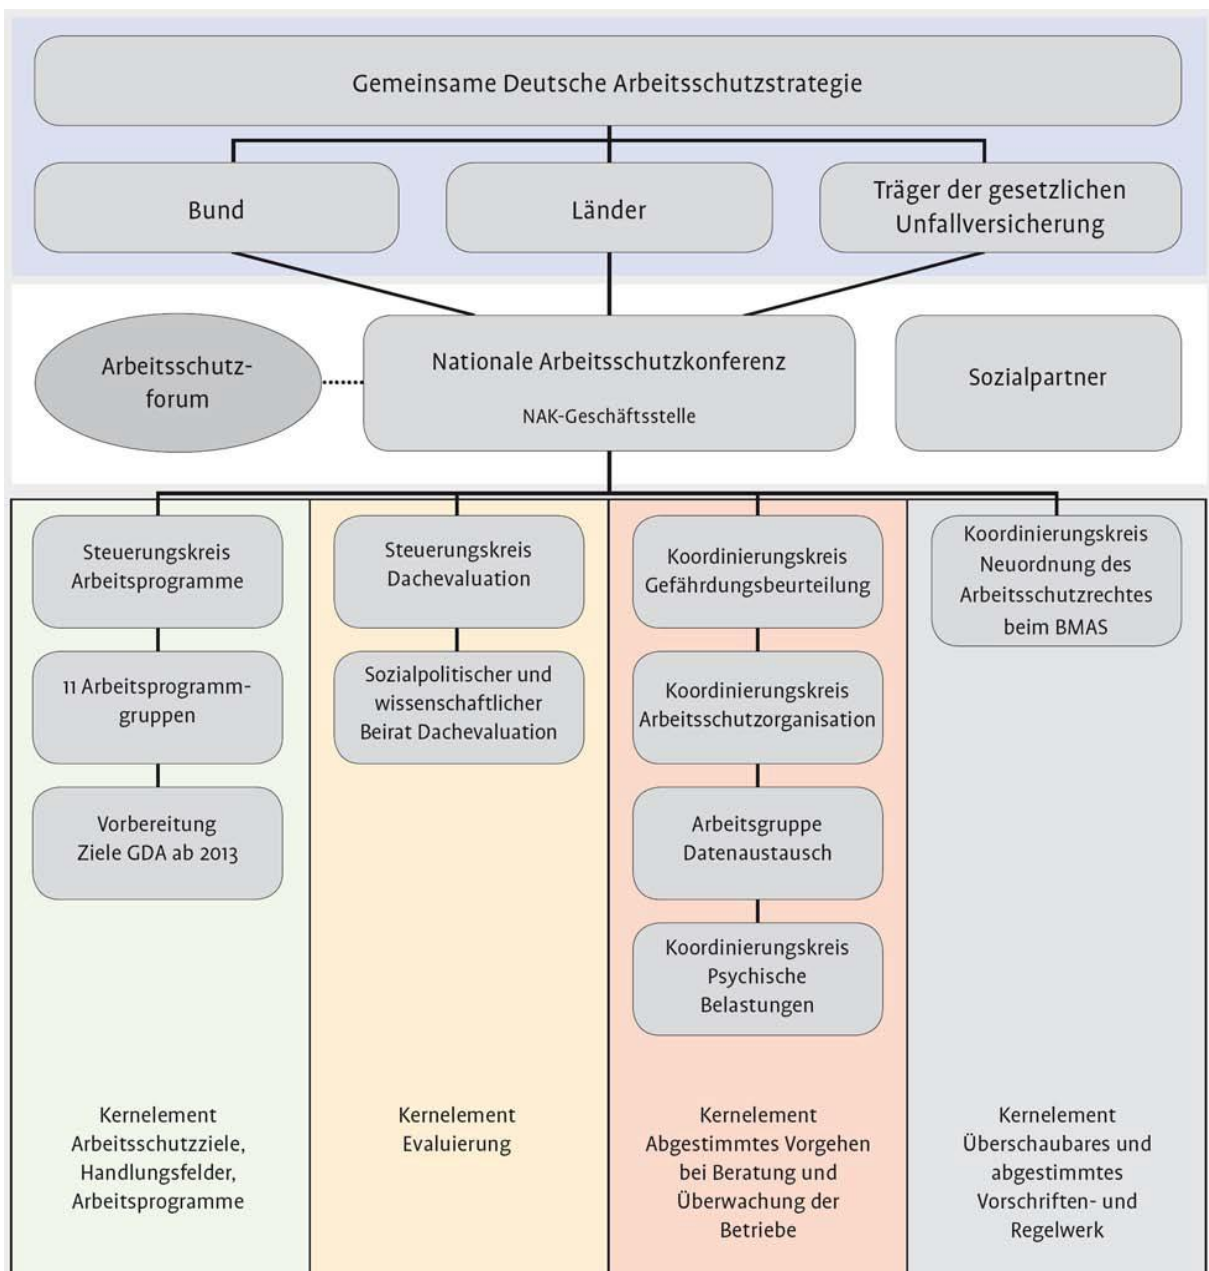 Gemeinsame Deutsche Arbeitsschutzstrategie
Bund
Länder
Träger der gesetzlichen
Unfallversicherung
Arbeitsschutz-
forum
Nationale Arbeitsschutzkonferenz
NAK-Geschäftsstelle
Sozialpartner
Steuerungskreis
Arbeitsprogramme
11 Arbeitsprogramm-
gruppen
Vorbereitung
Ziele GDA ab 2013
Kernelement
Arbeitsschutzziele,
Handlungsfelder,
Arbeitsprogramme
Steuerungskreis
Dachevaluation
Sozialpolitischer und
wissenschaftlicher
Beirat Dachevaluation
Kernelement
Evaluierung
Koordinierungskreis
Gefährdungsbeurteilung
Koordinierungskreis
Arbeitsschutzorganisation
Arbeitsgruppe
Datenaustausch
Koordinierungskreis
Psychische
Belastungen
Kernelement
Abgestimmtes Vorgehen
bei Beratung und
Überwachung der
Betriebe
Koordinierungskreis
Neuordnung des
Arbeitsschutzrechtes
beim BMAS
Kernelement
Überschaubares und
abgestimmtes
Vorschriften- und
Regelwerk